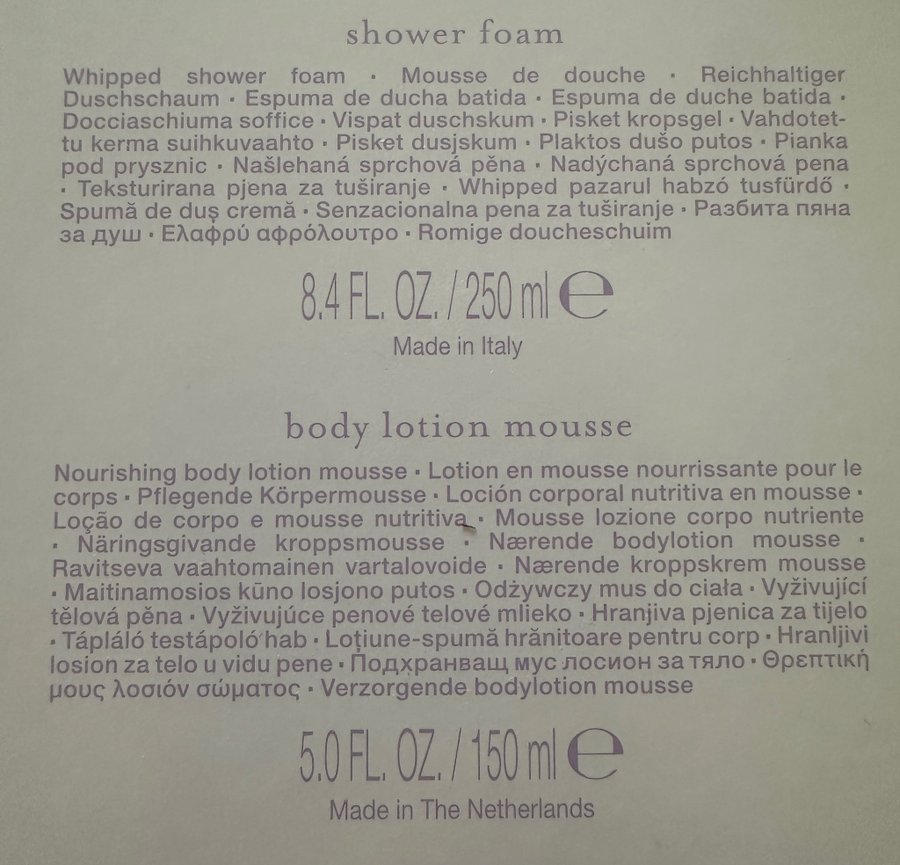 shower foam
Whipped shower foam · Mousse de douche · Reichhaltiger
Duschschaum · Espuma de ducha batida · Espuma de duche batida ·
Docciaschiuma soffice · Vispat duschskum · Pisket kropsgel · Vahdotet-
tu kerma suihkuvaahto · Pisket dusjskum · Plaktos dušo putos · Pianka
pod prysznic · Našlehaná sprchová pěna · Nadýchaná sprchová pena
· Teksturirana pjena za tuširanje · Whipped pazarul habzó tusfürdő ·
Spumă de duș cremă · Senzacionalna pena za tuširanje · Разбита пяна
за душ · Ελαφρύ αφρόλουτρο · Romige doucheschuim
8.4 FL. OZ. / 250 ml ℮
Made in Italy
body lotion mousse
Nourishing body lotion mousse · Lotion en mousse nourrissante pour le
corps · Pflegende Körpermousse · Loción corporal nutritiva en mousse ·
Loção de corpo e mousse nutritiva · Mousse lozione corpo nutriente
· Näringsgivande kroppsmousse · Nærende bodylotion mousse ·
Ravitseva vaahtomainen vartalovoide · Nærende kroppskrem mousse
· Maitinamosios kūno losjono putos · Odżywczy mus do ciała · Vyživující
tělová pěna · Vyživujúce penové telové mlieko · Hranjiva pjenica za tijelo
· Tápláló testápoló hab · Loțiune-spumă hrănitoare pentru corp · Hranljivi
losion za telo u vidu pene · Подхранващ мус лосион за тяло · Θρεπτική
μους λοσιόν σώματος · Verzorgende bodylotion mousse
5.0 FL. OZ. / 150 ml ℮
Made in The Netherlands